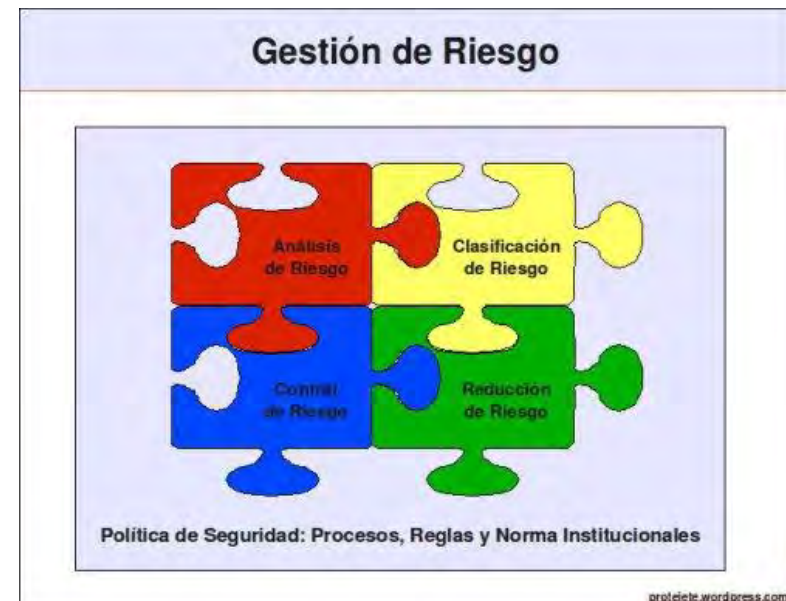 Gestión de Riesgo
Análisis
de Riesgo
Clasificación
de Riesgo
Control
de Riesgo
Reducción
de Riesgo
Política de Seguridad: Procesos, Reglas y Norma Institucionales
protejete.wordpress.com